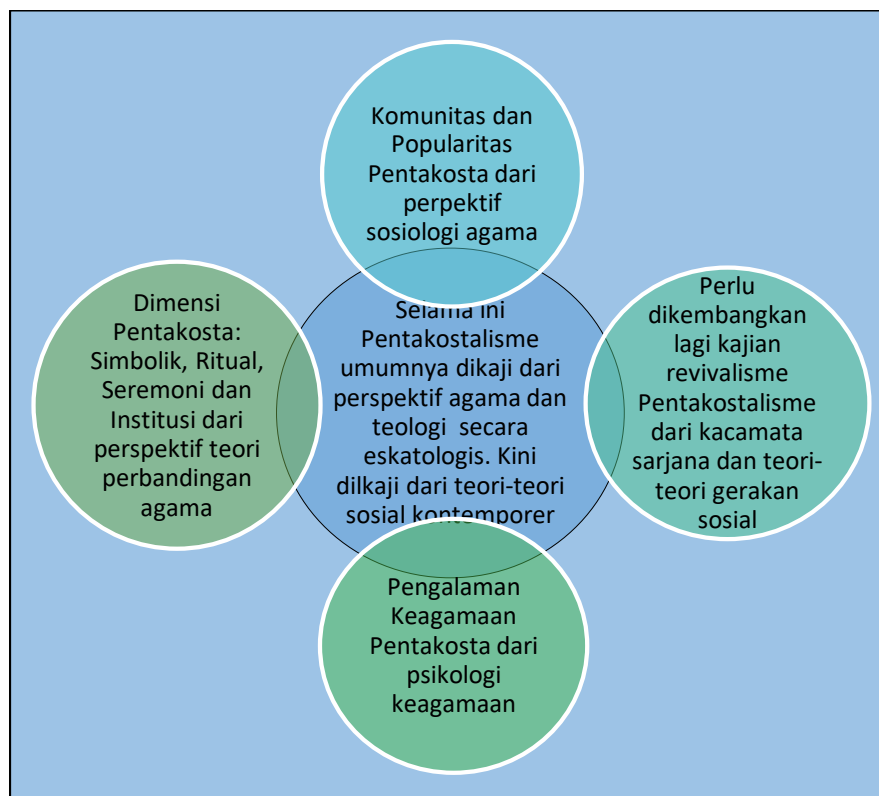 Komunitas dan
Popularitas
Pentakosta dari
perpektif
sosiologi agama
Dimensi
Pentakosta:
Simbolik, Ritual,
Seremoni dan
Institusi dari
perspektif teori
perbandingan
agama
Selama ini
Pentakostalisme
umumnya dikaji dari
perspektif agama dan
teologi secara
eskatologis. Kini
dilkaji dari teori-teori
sosial kontemporer
Perlu
dikembangkan
lagi kajian
revivalisme
Pentakostalisme
dari kacamata
sarjana dan teori-
teori gerakan
sosial
Pengalaman
Keagamaan
Pentakosta dari
psikologi
keagamaan